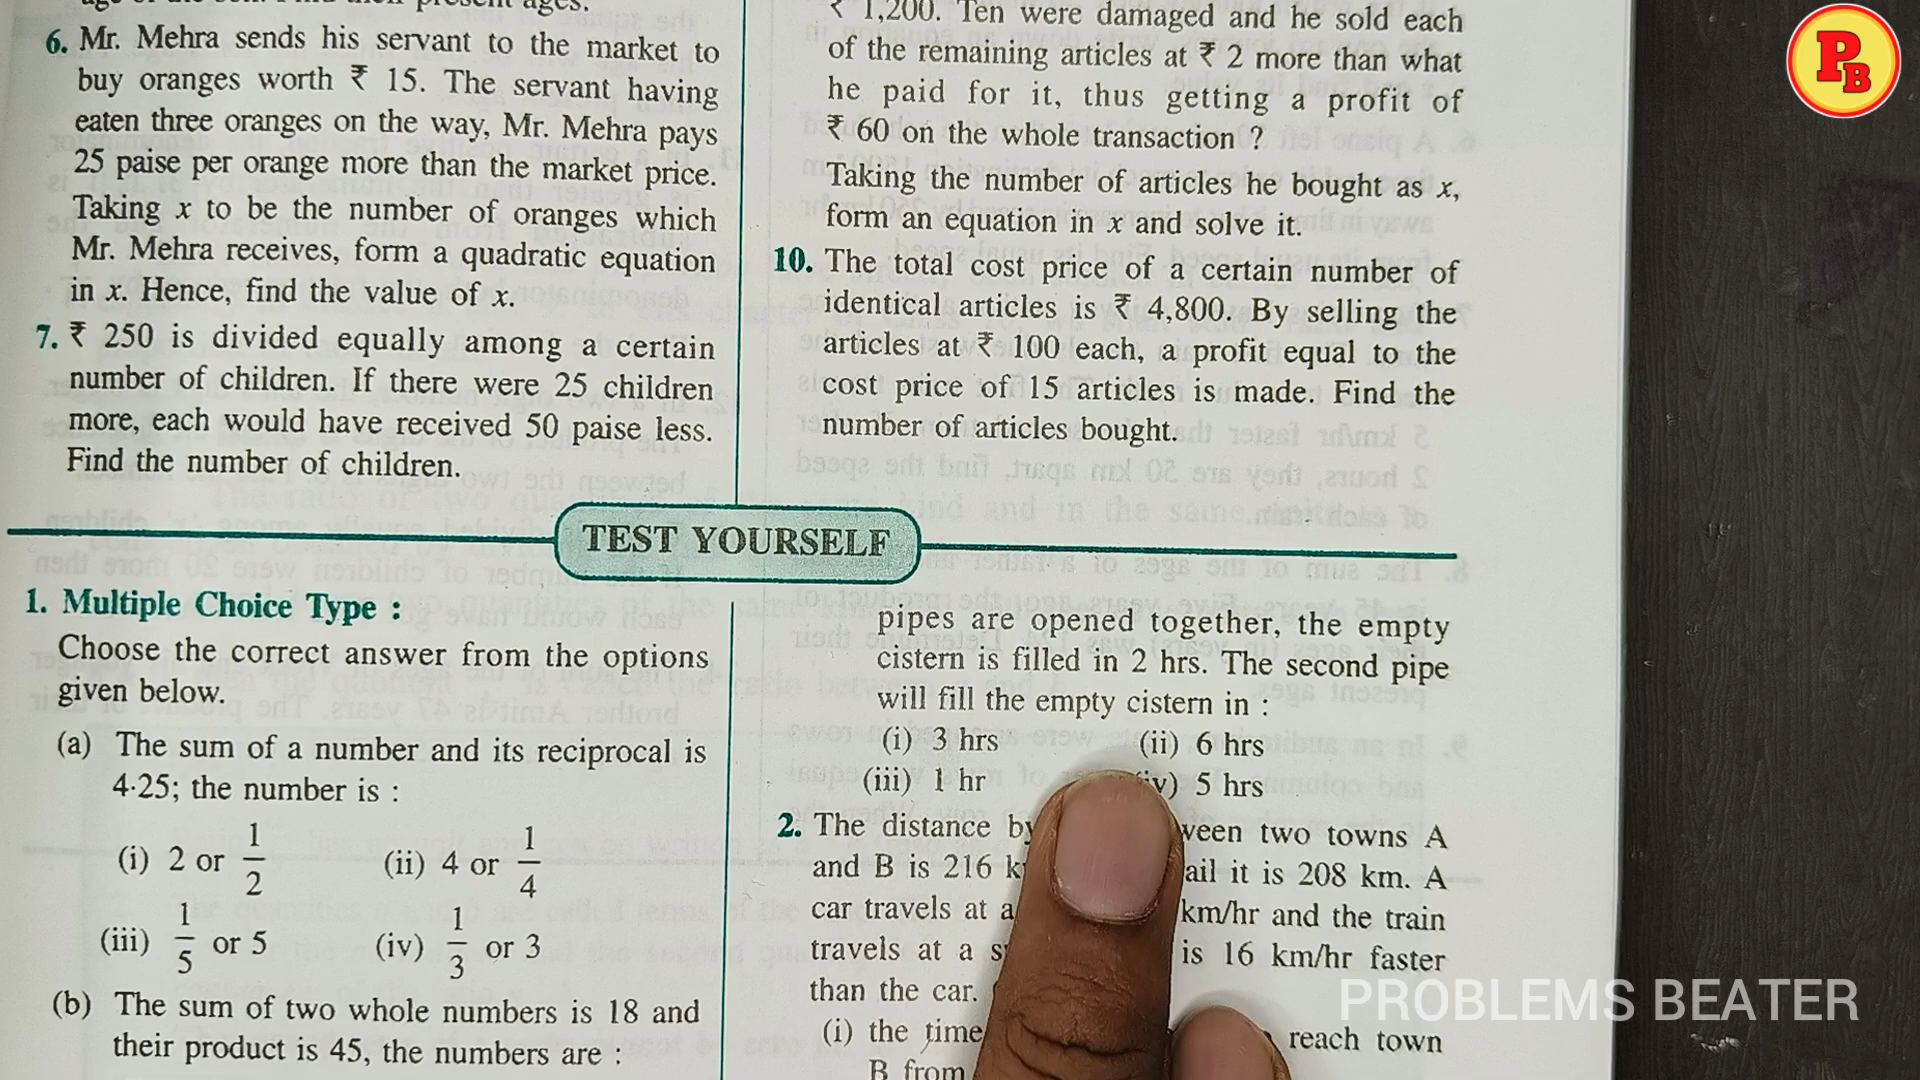 age of the son. Find their present ages.
6. Mr. Mehra sends his servant to the market to
buy oranges worth ₹ 15. The servant having
eaten three oranges on the way, Mr. Mehra pays
25 paise per orange more than the market price.
Taking x to be the number of oranges which
Mr. Mehra receives, form a quadratic equation
in x. Hence, find the value of x.
7. ₹ 250 is divided equally among a certain
number of children. If there were 25 children
more, each would have received 50 paise less.
Find the number of children.
₹ 1,200. Ten were damaged and he sold each
of the remaining articles at ₹ 2 more than what
he paid for it, thus getting a profit of
₹ 60 on the whole transaction ?
Taking the number of articles he bought as x,
form an equation in x and solve it.
10. The total cost price of a certain number of
identical articles is ₹ 4,800. By selling the
articles at ₹ 100 each, a profit equal to the
cost price of 15 articles is made. Find the
number of articles bought.
TEST YOURSELF
1. Multiple Choice Type :
Choose the correct answer from the options
given below.
(a) The sum of a number and its reciprocal is
4·25; the number is :
(i) 2 or 1/2 (ii) 4 or 1/4
(iii) 1/5 or 5 (iv) 1/3 or 3
(b) The sum of two whole numbers is 18 and
their product is 45, the numbers are :
pipes are opened together, the empty
cistern is filled in 2 hrs. The second pipe
will fill the empty cistern in :
(i) 3 hrs (ii) 6 hrs
(iii) 1 hr (iv) 5 hrs
2. The distance by ween two towns A
and B is 216 k ail it is 208 km. A
car travels at a km/hr and the train
travels at a s is 16 km/hr faster
than the car.
(i) the time reach town
B from
PB
PROBLEMS BEATER